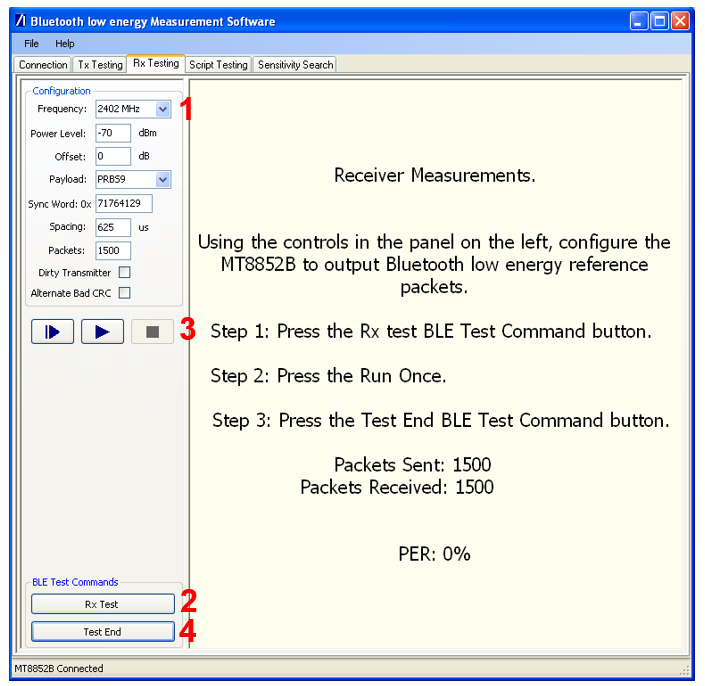 Bluetooth low energy Measurement Software
File Help
Connection Tx Testing Rx Testing Script Testing Sensitivity Search
Configuration
Frequency: 2402 MHz 1
Power Level: -70 dBm
Offset: 0 dB
Payload: PRBS9
Sync Word: 0x 71764129
Spacing: 625 us
Packets: 1500
Dirty Transmitter
Alternate Bad CRC
3
Receiver Measurements.
Using the controls in the panel on the left, configure the
MT8852B to output Bluetooth low energy reference
packets.
Step 1: Press the Rx test BLE Test Command button.
Step 2: Press the Run Once.
Step 3: Press the Test End BLE Test Command button.
Packets Sent: 1500
Packets Received: 1500
PER: 0%
BLE Test Commands
Rx Test 2
Test End 4
MT8852B Connected